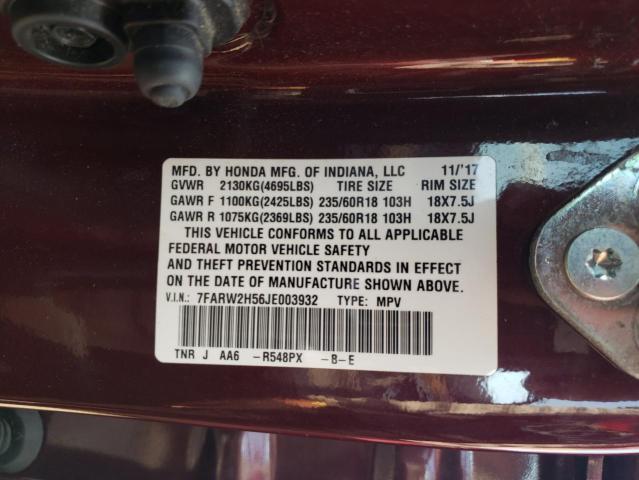 MFD. BY HONDA MFG. OF INDIANA, LLC 11/'17
GVWR 2130KG(4695LBS) TIRE SIZE RIM SIZE
GAWR F 1100KG(2425LBS) 235/60R18 103H 18X7.5J
GAWR R 1075KG(2369LBS) 235/60R18 103H 18X7.5J
THIS VEHICLE CONFORMS TO ALL APPLICABLE
FEDERAL MOTOR VEHICLE SAFETY
AND THEFT PREVENTION STANDARDS IN EFFECT
ON THE DATE OF MANUFACTURE SHOWN ABOVE.
V.I.N.: 7FARW2H56JE003932 TYPE: MPV
TNR J AA6 -R548PX -B-E